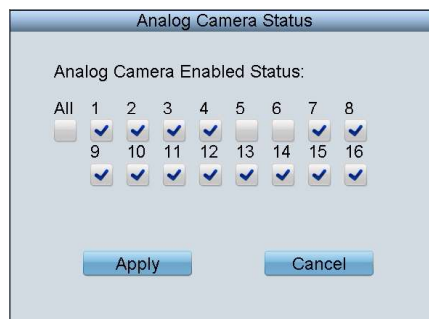 Analog Camera Status
Analog Camera Enabled Status:
All 1 2 3 4 5 6 7 8
9 10 11 12 13 14 15 16
Apply Cancel